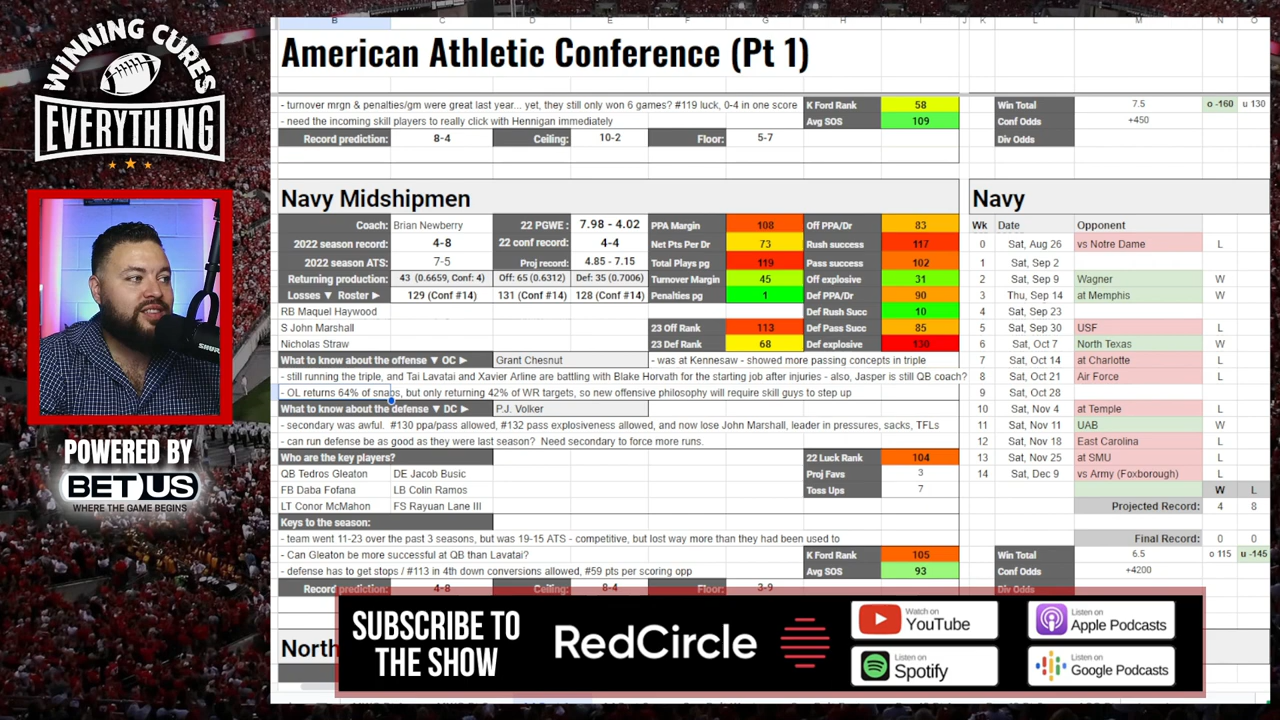 WINNING CURES
EVERYTHING
POWERED BY
BETUS
WHERE THE GAME BEGINS
B C D E F G H I J K L M N O
American Athletic Conference (Pt 1)
- turnover mrgn & penalties/gm were great last year... yet, they still only won 6 games? #119 luck, 0-4 in one score K Ford Rank 58 Win Total 7.5 o -160 u 130
- need the incoming skill players to really click with Hennigan immediately Avg SOS 109 Conf Odds +450
Record prediction: 8-4 Ceiling: 10-2 Floor: 5-7 Div Odds
Navy Midshipmen Navy
Coach: Brian Newberry 22 PGWE : 7.98 - 4.02 PPA Margin 108 Off PPA/Dr 83 Wk Date Opponent
2022 season record: 4-8 22 conf record: 4-4 Net Pts Per Dr 73 Rush success 117 0 Sat, Aug 26 vs Notre Dame L
2022 season ATS: 7-5 Proj record: 4.85 - 7.15 Total Plays pg 119 Pass success 102 1 Sat, Sep 2
Returning production: 43 (0.6659, Conf: 4) Off: 65 (0.6312) Def: 35 (0.7006) Turnover Margin 45 Off explosive 31 2 Sat, Sep 9 Wagner W
Losses ▼ Roster ▶ 129 (Conf #14) 131 (Conf #14) 128 (Conf #14) Penalties pg 1 Def PPA/Dr 90 3 Thu, Sep 14 at Memphis W
RB Maquel Haywood Def Rush Succ 10 4 Sat, Sep 23
S John Marshall 23 Off Rank 113 Def Pass Succ 85 5 Sat, Sep 30 USF L
Nicholas Straw 23 Def Rank 68 Def explosive 130 6 Sat, Oct 7 North Texas W
What to know about the offense ▼ OC ▶ Grant Chesnut - was at Kennesaw - showed more passing concepts in triple 7 Sat, Oct 14 at Charlotte L
- still running the triple, and Tai Lavatai and Xavier Arline are battling with Blake Horvath for the starting job after injuries - also, Jasper is still QB coach? 8 Sat, Oct 21 Air Force L
- OL returns 64% of snaps, but only returning 42% of WR targets, so new offensive philosophy will require skill guys to step up 9 Sat, Oct 28
What to know about the defense ▼ DC ▶ P.J. Volker 10 Sat, Nov 4 at Temple L
- secondary was awful. #130 ppa/pass allowed, #132 pass explosiveness allowed, and now lose John Marshall, leader in pressures, sacks, TFLs 11 Sat, Nov 11 UAB W
- can run defense be as good as they were last season? Need secondary to force more runs. 12 Sat, Nov 18 East Carolina L
Who are the key players? 22 Luck Rank 104 13 Sat, Nov 25 at SMU L
QB Tedros Gleaton DE Jacob Busic Proj Favs 3 14 Sat, Dec 9 vs Army (Foxborough) L
FB Daba Fofana LB Colin Ramos Toss Ups 7 W L
LT Conor McMahon FS Rayuan Lane III Projected Record: 4 8
Keys to the season:
- team went 11-23 over the past 3 seasons, but was 19-15 ATS - competitive, but lost way more than they had been used to Final Record: 0 0
- Can Gleaton be more successful at QB than Lavatai? K Ford Rank 105 Win Total 6.5 o 115 u -145
- defense has to get stops / #113 in 4th down conversions allowed, #59 pts per scoring opp Avg SOS 93 Conf Odds +4200
Record prediction: 4-8 Ceiling: 8-4 Floor: 3-9 Div Odds
North
SUBSCRIBE TO
THE SHOW
RedCircle
Watch on
YouTube
Listen on
Apple Podcasts
Listen on
Spotify
Listen on
Google Podcasts